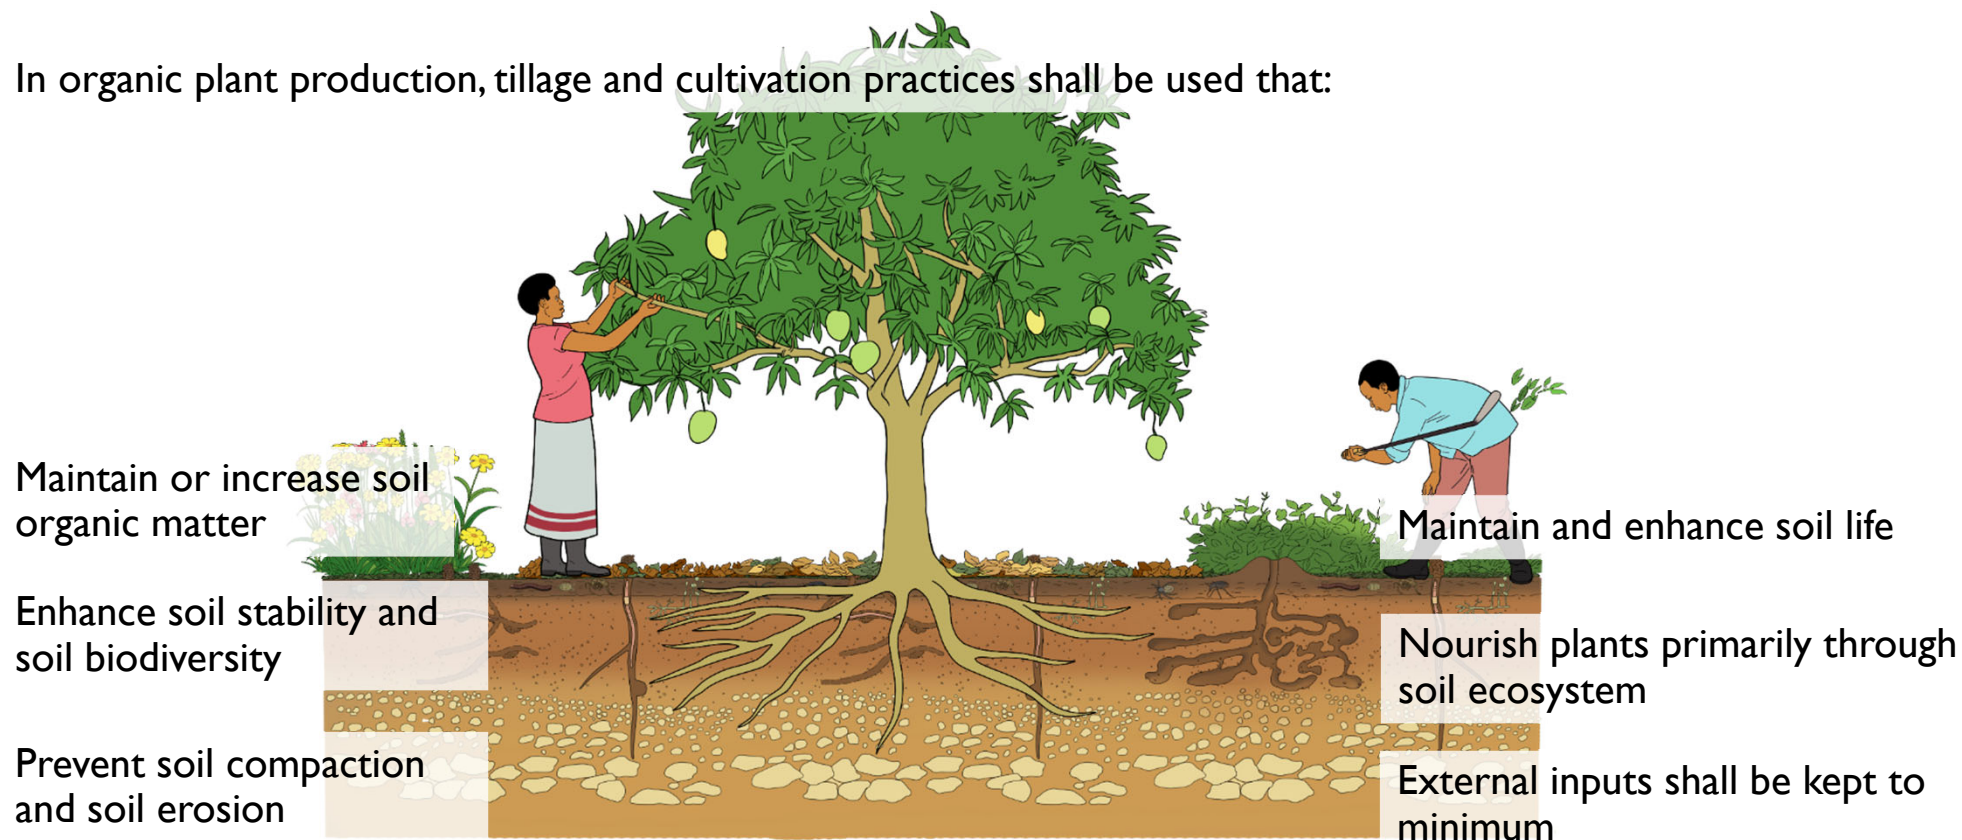 In organic plant production, tillage and cultivation practices shall be used that:
Maintain or increase soil
organic matter
Enhance soil stability and
soil biodiversity
Prevent soil compaction
and soil erosion
Maintain and enhance soil life
Nourish plants primarily through
soil ecosystem
External inputs shall be kept to
minimum